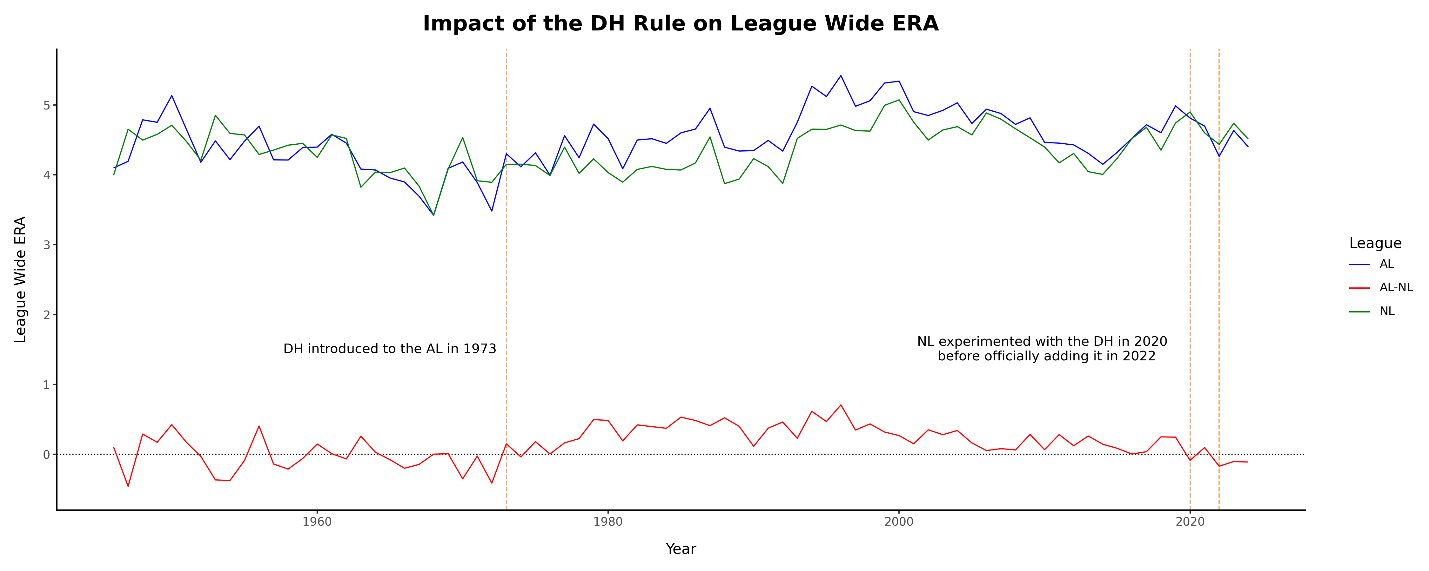 Impact of the DH Rule on League Wide ERA
League Wide ERA
5
4
3
2
1
0
DH introduced to the AL in 1973
NL experimented with the DH in 2020
before officially adding it in 2022
1960
1980
2000
2020
Year
League
AL
AL-NL
NL